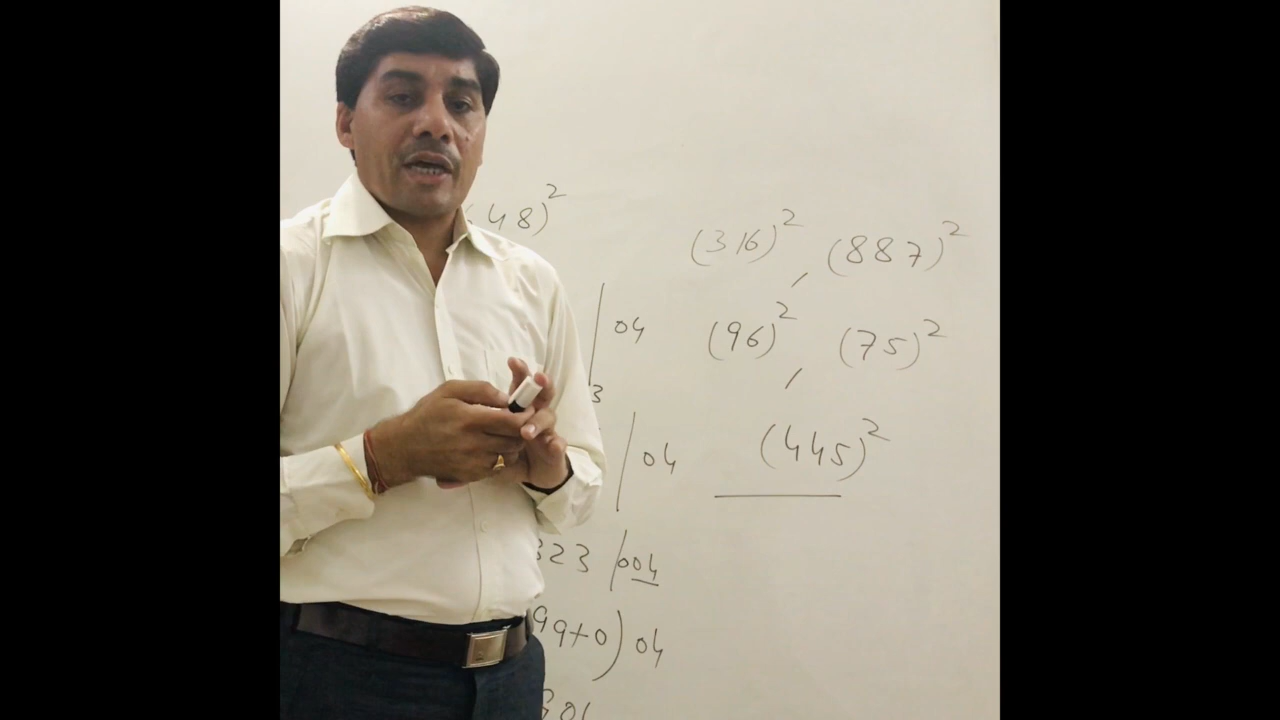 48)²
(316)² , (887)²
04
(96)² , (75)²
3
04
(445)²
323 | 004
99+0) 04